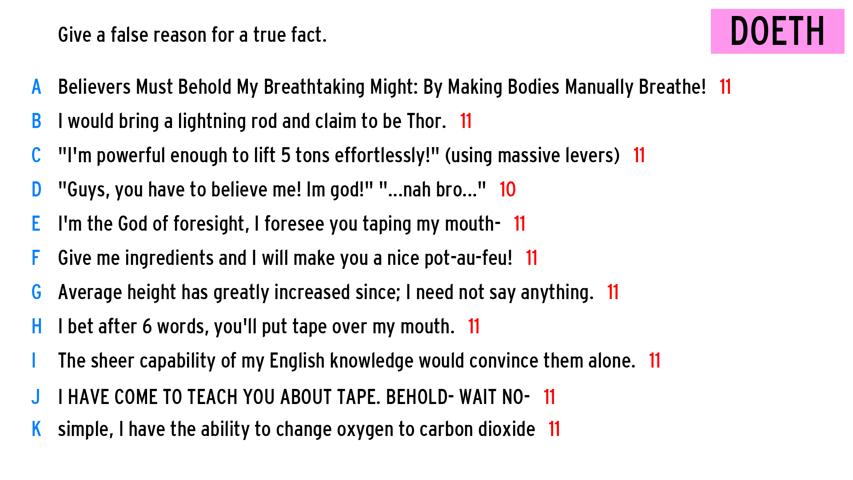 Give a false reason for a true fact.
DOETH
A Believers Must Behold My Breathtaking Might: By Making Bodies Manually Breathe! 11
B I would bring a lightning rod and claim to be Thor. 11
C "I'm powerful enough to lift 5 tons effortlessly!" (using massive levers) 11
D "Guys, you have to believe me! Im god!" "...nah bro..." 10
E I'm the God of foresight, I foresee you taping my mouth- 11
F Give me ingredients and I will make you a nice pot-au-feu! 11
G Average height has greatly increased since; I need not say anything. 11
H I bet after 6 words, you'll put tape over my mouth. 11
I The sheer capability of my English knowledge would convince them alone. 11
J I HAVE COME TO TEACH YOU ABOUT TAPE. BEHOLD- WAIT NO- 11
K simple, I have the ability to change oxygen to carbon dioxide 11